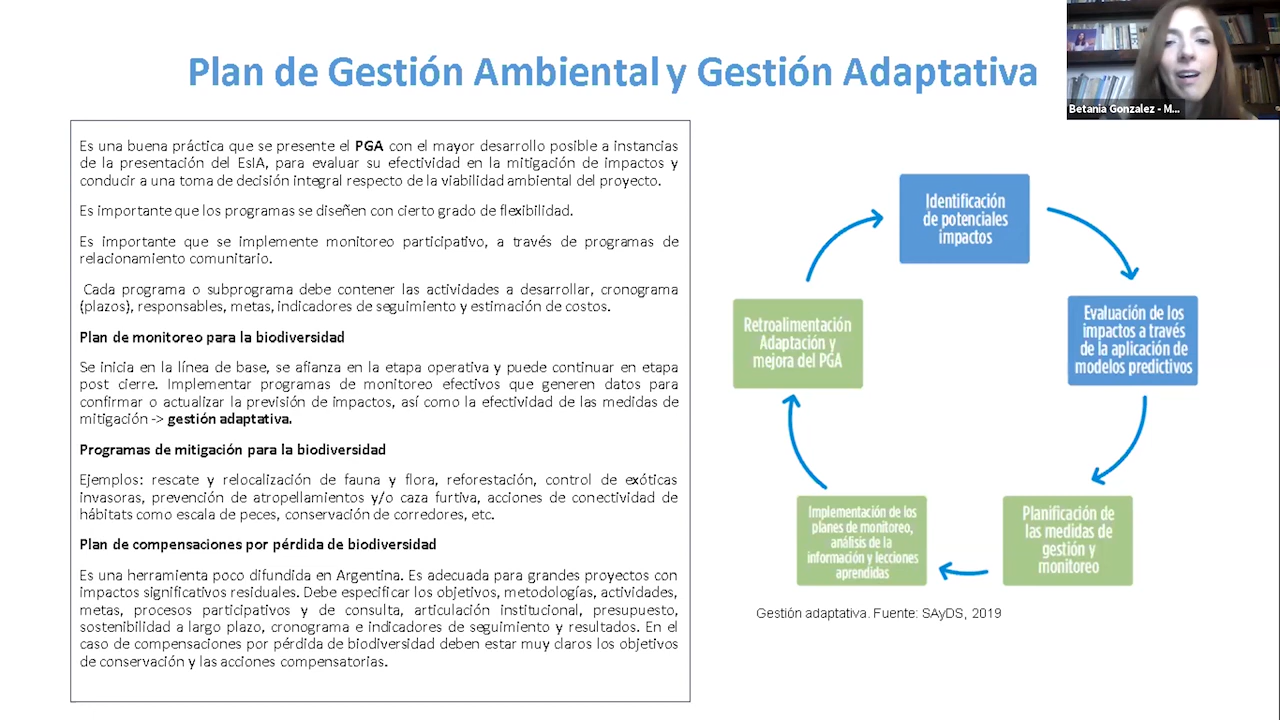 Plan de Gestión Ambiental y Gestión Adaptativa
Betania Gonzalez - M...
Es una buena práctica que se presente el PGA con el mayor desarrollo posible a instancias
de la presentación del EsIA, para evaluar su efectividad en la mitigación de impactos y
conducir a una toma de decisión integral respecto de la viabilidad ambiental del proyecto.
Es importante que los programas se diseñen con cierto grado de flexibilidad.
Es importante que se implemente monitoreo participativo, a través de programas de
relacionamiento comunitario.
Cada programa o subprograma debe contener las actividades a desarrollar, cronograma
(plazos), responsables, metas, indicadores de seguimiento y estimación de costos.
Plan de monitoreo para la biodiversidad
Se inicia en la línea de base, se afianza en la etapa operativa y puede continuar en etapa
post cierre. Implementar programas de monitoreo efectivos que generen datos para
confirmar o actualizar la previsión de impactos, así como la efectividad de las medidas de
mitigación -> gestión adaptativa.
Programas de mitigación para la biodiversidad
Ejemplos: rescate y relocalización de fauna y flora, reforestación, control de exóticas
invasoras, prevención de atropellamientos y/o caza furtiva, acciones de conectividad de
hábitats como escala de peces, conservación de corredores, etc.
Plan de compensaciones por pérdida de biodiversidad
Es una herramienta poco difundida en Argentina. Es adecuada para grandes proyectos con
impactos significativos residuales. Debe especificar los objetivos, metodologías, actividades,
metas, procesos participativos y de consulta, articulación institucional, presupuesto,
sostenibilidad a largo plazo, cronograma e indicadores de seguimiento y resultados. En el
caso de compensaciones por pérdida de biodiversidad deben estar muy claros los objetivos
de conservación y las acciones compensatorias.
Identificación
de potenciales
impactos
Evaluación de los
impactos a través
de la aplicación de
modelos predictivos
Planificación de
las medidas de
gestión y
monitoreo
Implementación de los
planes de monitoreo,
análisis de la
información y lecciones
aprendidas
Retroalimentación
Adaptación y
mejora del PGA
Gestión adaptativa. Fuente: SAyDS, 2019